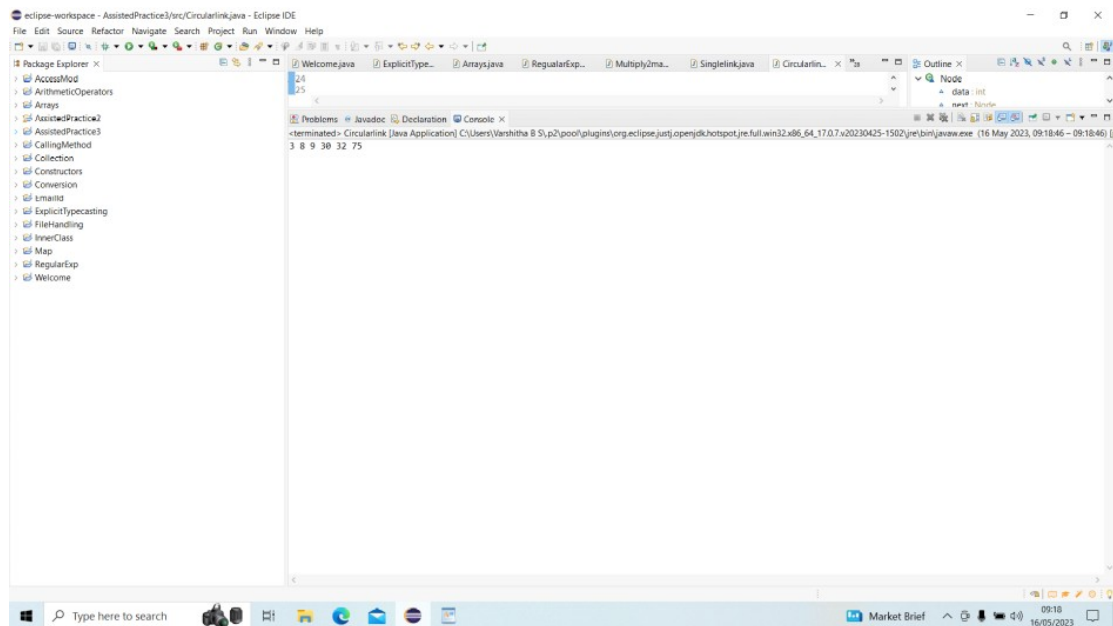 eclipse-workspace - AssistedPractice3/src/Circularlink.java - Eclipse IDE
File Edit Source Refactor Navigate Search Project Run Window Help
Package Explorer
AccessMod
ArithmeticOperators
Arrays
AssistedPractice2
AssistedPractice3
CallingMethod
Collection
Constructors
Conversion
EmailId
ExplicitTypecasting
FileHandling
InnerClass
Map
RegularExp
Welcome
Welcome.java ExplicitType... Arrays.java RegualarExp... Multiply2ma... Singlelink.java Circularlin... 
24
25
Outline
Node
data : int
next : Node
Problems Javadoc Declaration Console
<terminated> Circularlink [Java Application] C:\Users\Varshitha B S\.p2\pool\plugins\org.eclipse.justj.openjdk.hotspot.jre.full.win32.x86_64_17.0.7.v20230425-1502\jre\bin\javaw.exe (16 May 2023, 09:18:46 – 09:18:46)
3 8 9 30 32 75
Type here to search
Market Brief
09:18
16/05/2023